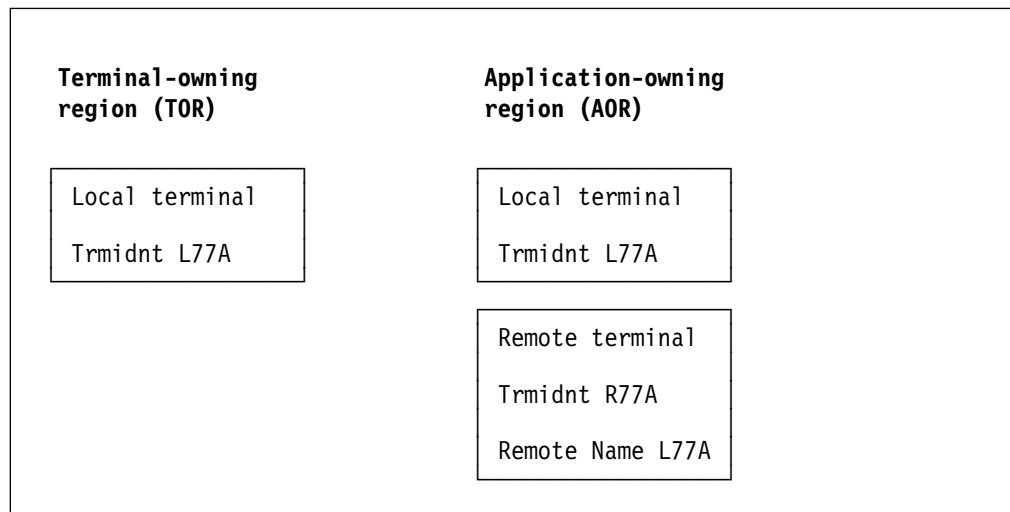 Terminal-owning
region (TOR)
Application-owning
region (AOR)
Local terminal
Trmidnt L77A
Local terminal
Trmidnt L77A
Remote terminal
Trmidnt R77A
Remote Name L77A